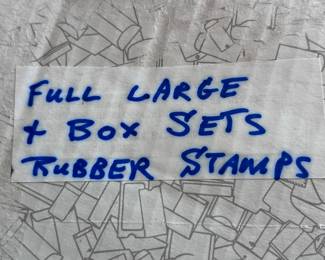 FULL LARGE
+ BOX SETS
RUBBER STAMPS